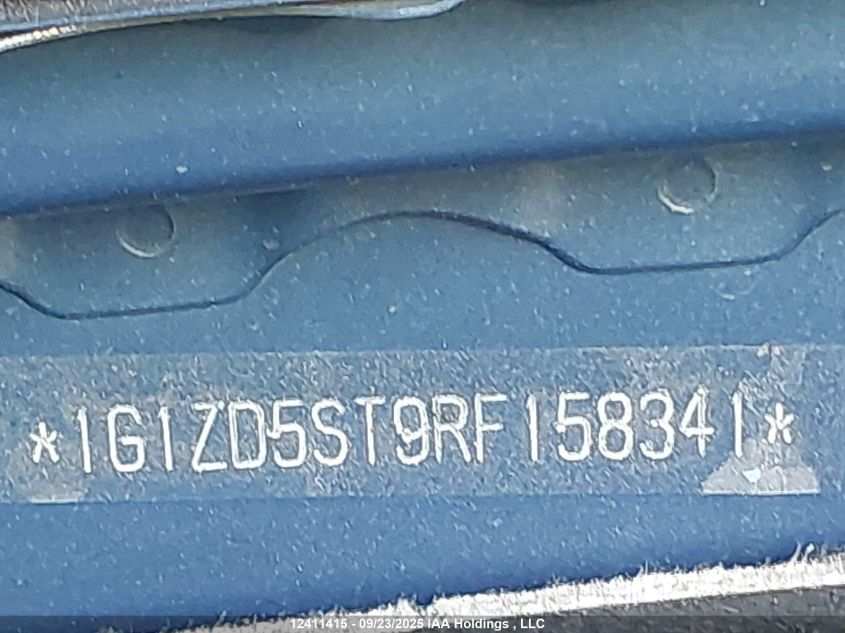 *1G1ZD5ST9RF158341*
12411415 - 09/23/2025 IAA Holdings , LLC